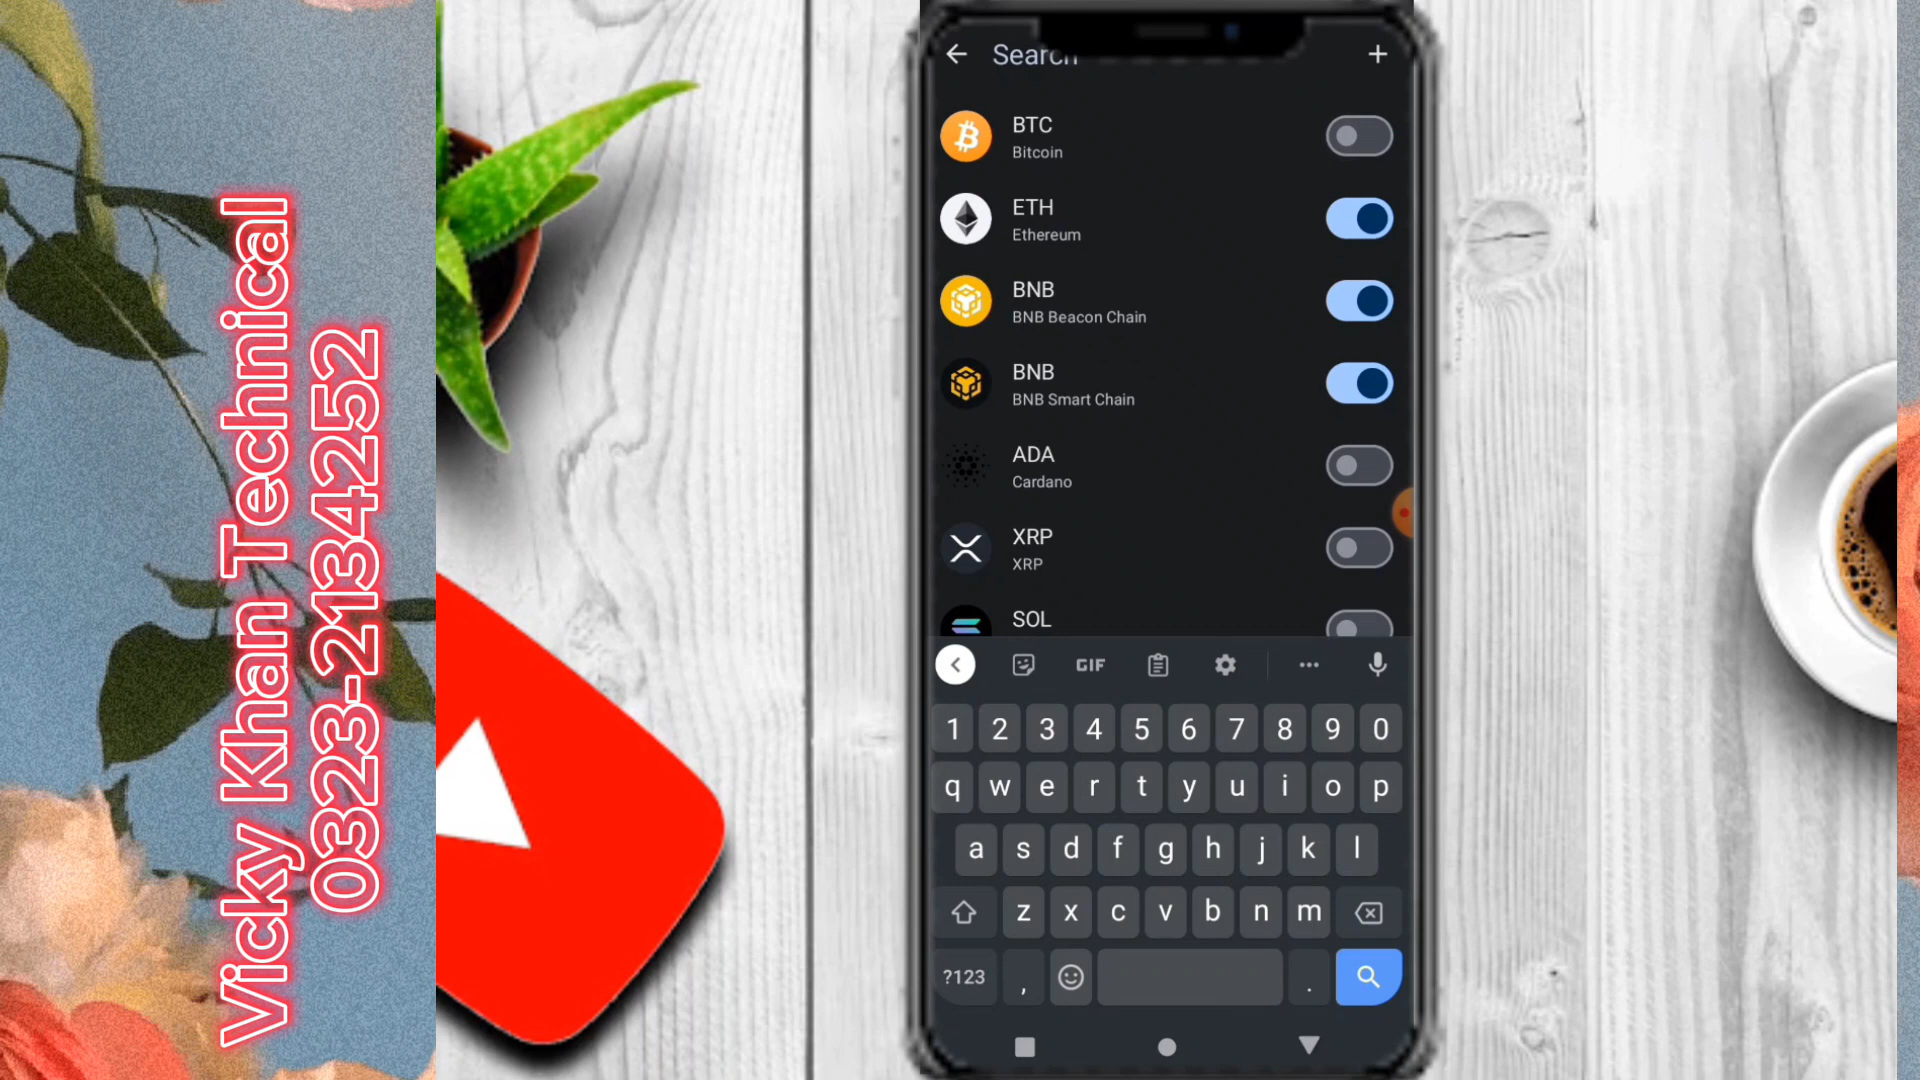 Vicky Khan Technical
0323-2134252
Search
BTC
Bitcoin
ETH
Ethereum
BNB
BNB Beacon Chain
BNB
BNB Smart Chain
ADA
Cardano
XRP
XRP
SOL
GIF
1 2 3 4 5 6 7 8 9 0
q w e r t y u i o p
a s d f g h j k l
z x c v b n m
?123 , .